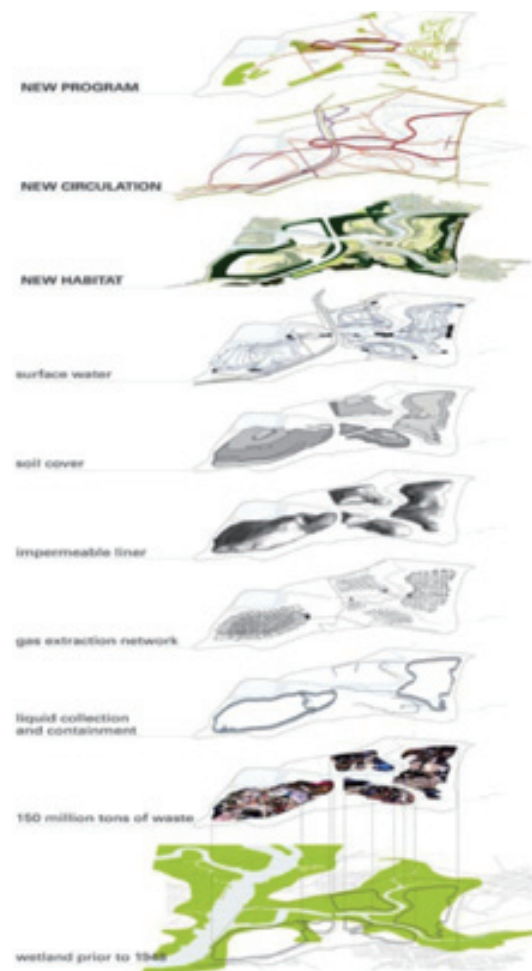 NEW PROGRAM
NEW CIRCULATION
NEW HABITAT
surface water
soil cover
impermeable liner
gas extraction network
liquid collection
and containment
150 million tons of waste
wetland prior to 1948